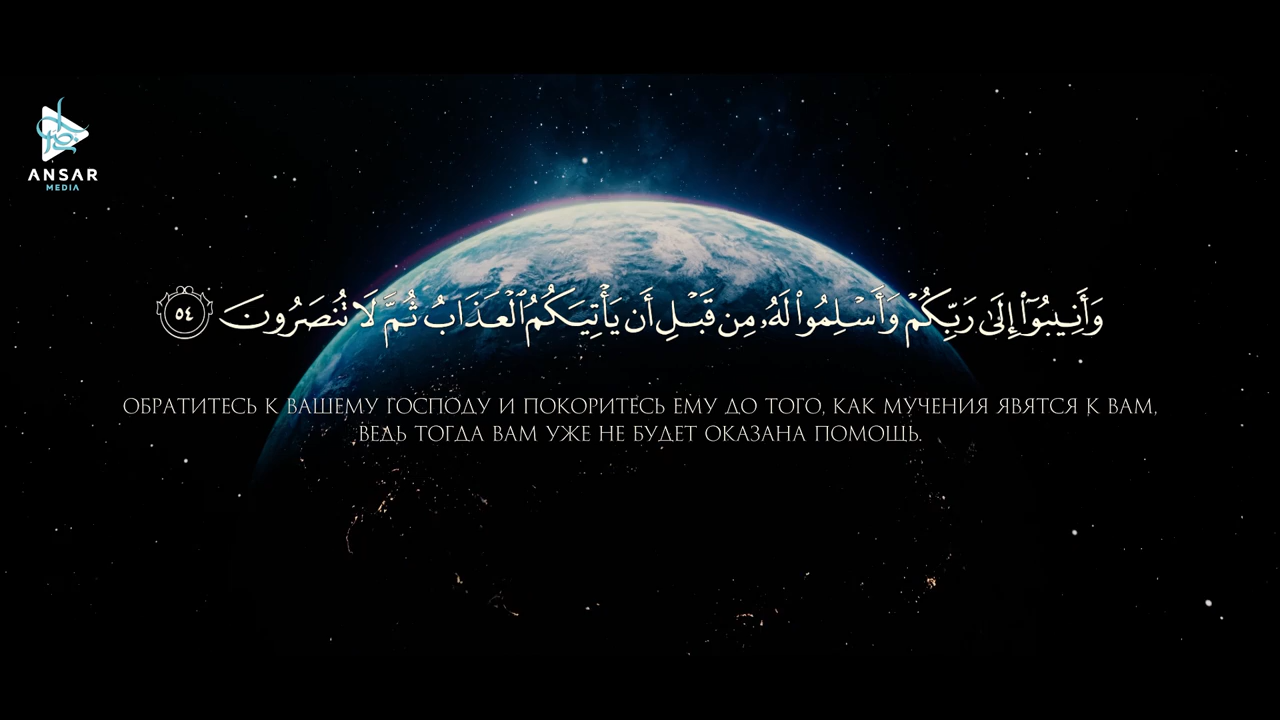 ANSAR
MEDIA
وَأَنِيبُوٓا۟ إِلَىٰ رَبِّكُمْ وَأَسْلِمُوا۟ لَهُۥ مِن قَبْلِ أَن يَأْتِيَكُمُ ٱلْعَذَابُ ثُمَّ لَا تُنصَرُونَ ٥٤
ОБРАТИТЕСЬ К ВАШЕМУ ГОСПОДУ И ПОКОРИТЕСЬ ЕМУ ДО ТОГО, КАК МУЧЕНИЯ ЯВЯТСЯ К ВАМ,
ВЕДЬ ТОГДА ВАМ УЖЕ НЕ БУДЕТ ОКАЗАНА ПОМОЩЬ.